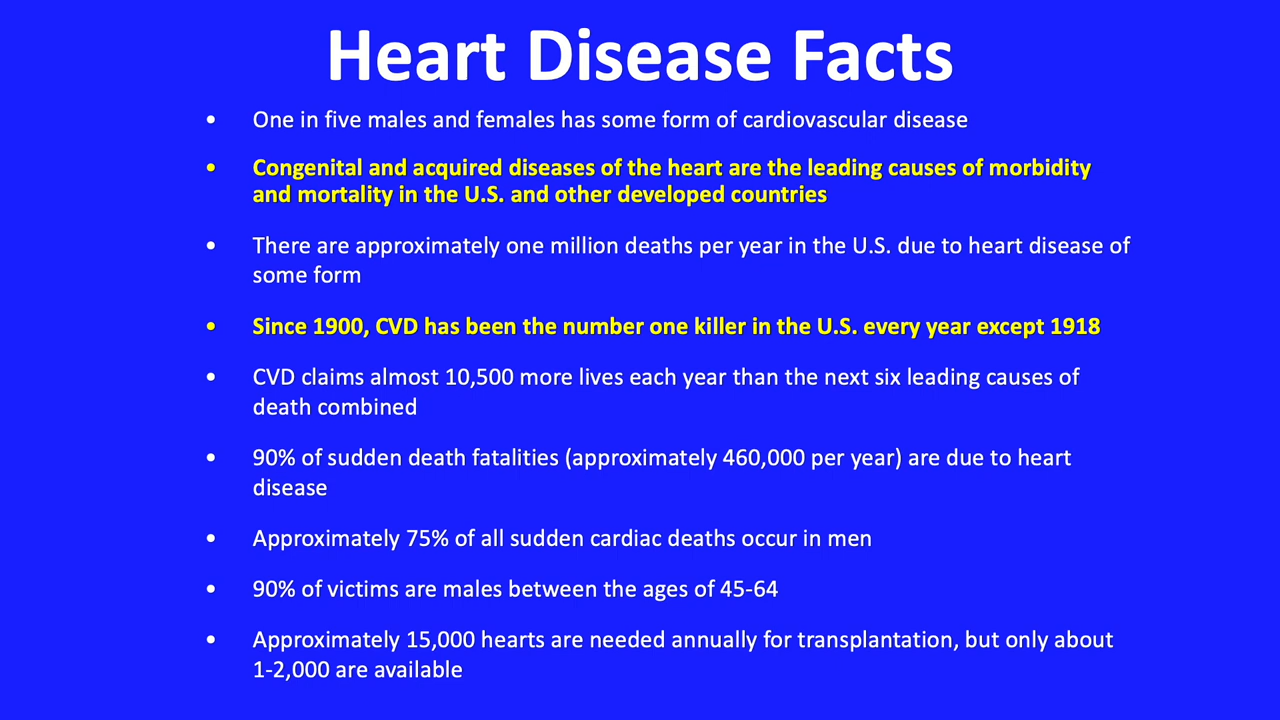 Heart Disease Facts
• One in five males and females has some form of cardiovascular disease
• Congenital and acquired diseases of the heart are the leading causes of morbidity
and mortality in the U.S. and other developed countries
• There are approximately one million deaths per year in the U.S. due to heart disease of
some form
• Since 1900, CVD has been the number one killer in the U.S. every year except 1918
• CVD claims almost 10,500 more lives each year than the next six leading causes of
death combined
• 90% of sudden death fatalities (approximately 460,000 per year) are due to heart
disease
• Approximately 75% of all sudden cardiac deaths occur in men
• 90% of victims are males between the ages of 45-64
• Approximately 15,000 hearts are needed annually for transplantation, but only about
1-2,000 are available